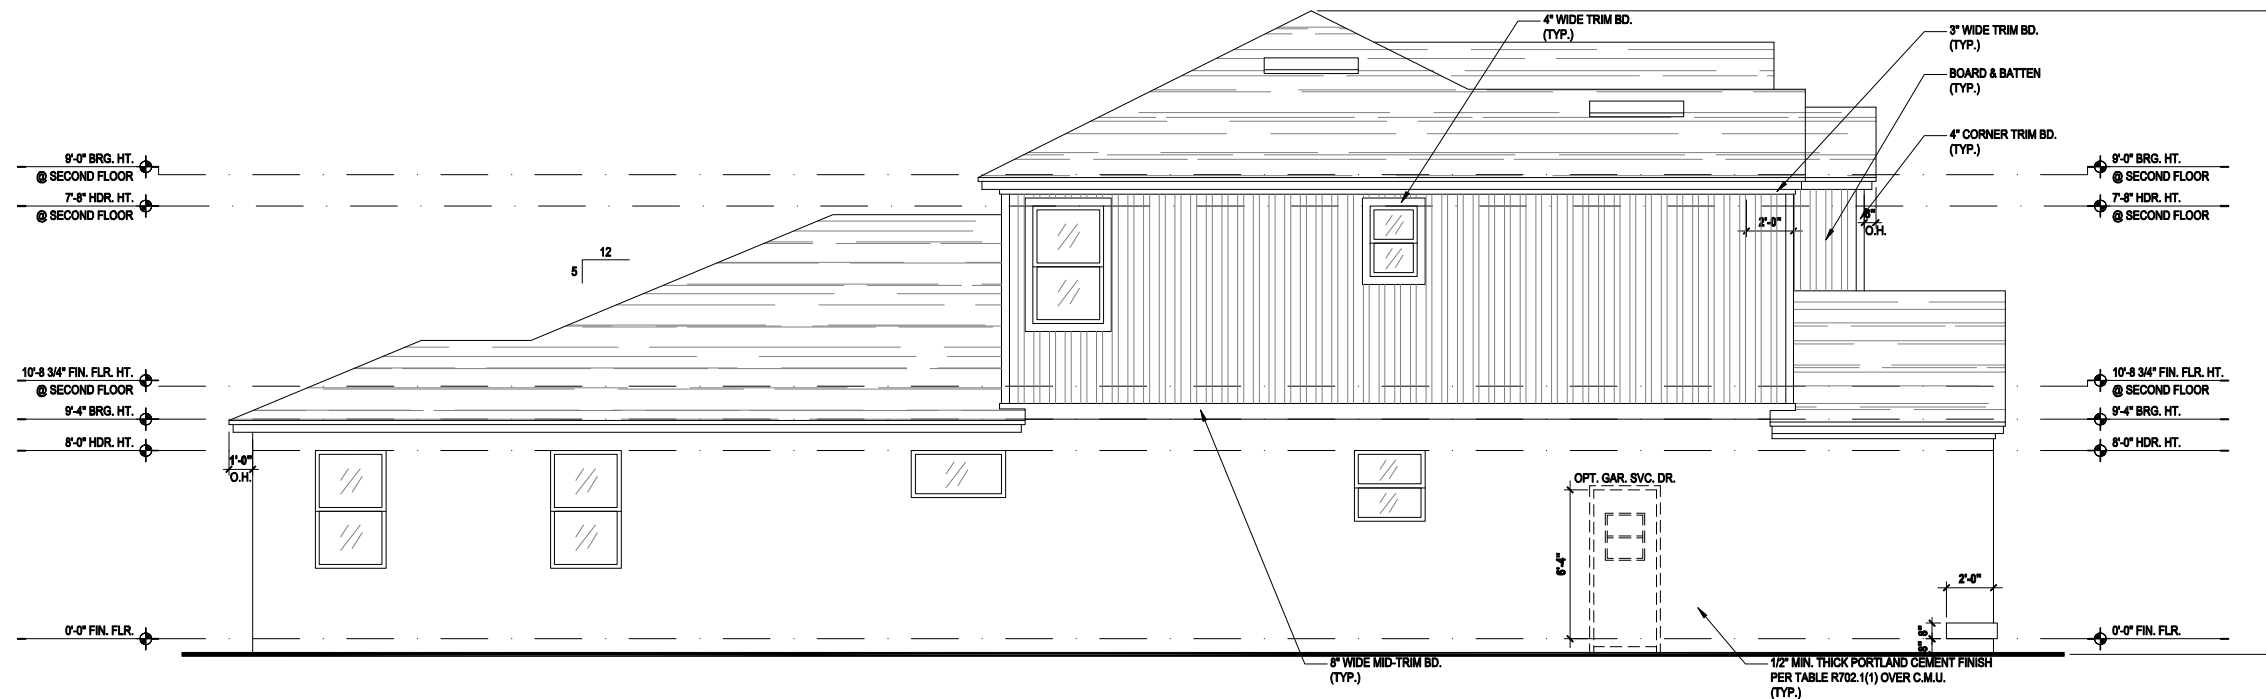 4" WIDE TRIM BD.
(TYP.)
3" WIDE TRIM BD.
(TYP.)
BOARD & BATTEN
(TYP.)
4" CORNER TRIM BD.
(TYP.)
9'-0" BRG. HT.
@ SECOND FLOOR
7'-8" HDR. HT.
@ SECOND FLOOR
9'-0" BRG. HT.
@ SECOND FLOOR
7'-8" HDR. HT.
@ SECOND FLOOR
2'-0"
O.H.
12
5
10'-8 3/4" FIN. FLR. HT.
@ SECOND FLOOR
9'-4" BRG. HT.
8'-0" HDR. HT.
10'-8 3/4" FIN. FLR. HT.
@ SECOND FLOOR
9'-4" BRG. HT.
8'-0" HDR. HT.
1'-0"
O.H.
OPT. GAR. SVC. DR.
6'-4"
2'-0"
8"
8"
0'-0" FIN. FLR.
0'-0" FIN. FLR.
8" WIDE MID-TRIM BD.
(TYP.)
1/2" MIN. THICK PORTLAND CEMENT FINISH
PER TABLE R702.1(1) OVER C.M.U.
(TYP.)